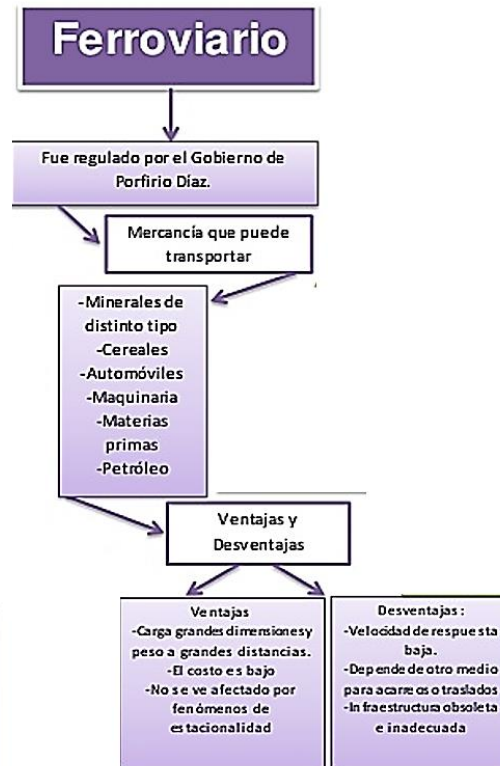 Ferroviario
Fue regulado por el Gobierno de
Porfirio Díaz.
Mercancía que puede
transportar
-Minerales de
distinto tipo
-Cereales
-Automóviles
-Maquinaria
-Materias
primas
-Petróleo
Ventajas y
Desventajas
Ventajas
-Carga grandes dimensiones y
peso a grandes distancias.
-El costo es bajo
-No se ve afectado por
fenómenos de
estacionalidad
Desventajas:
-Velocidad de respuesta
baja.
-Depende de otro medio
para acarreos o traslados
-Infraestructura obsoleta
e inadecuada